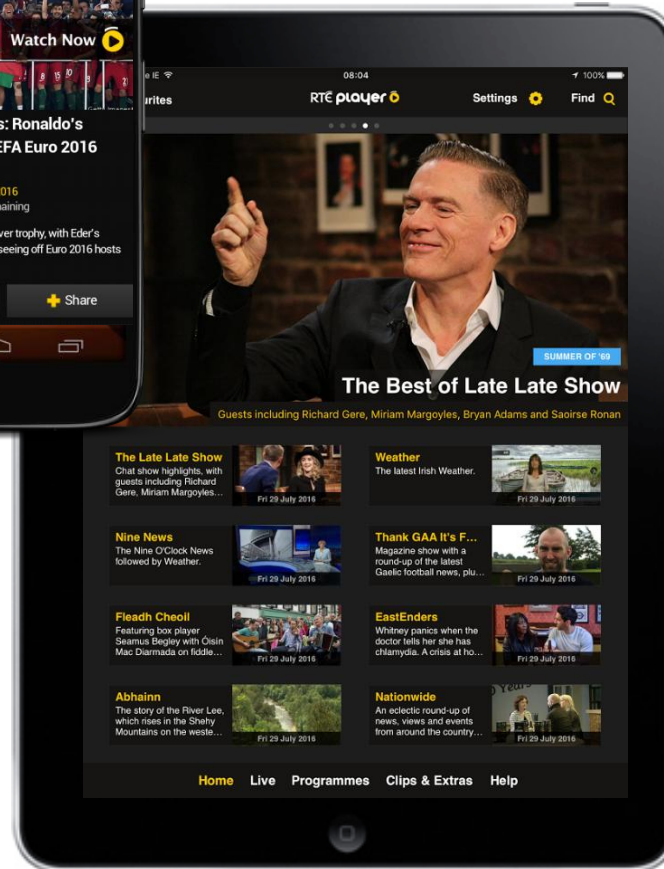 Watch Now
s: Ronaldo's
EFA Euro 2016
016
naining
ver trophy, with Eder's
seeing off Euro 2016 hosts
Share
e IE
08:04
100%
urites
RTÉ player
Settings
Find
SUMMER OF '69
The Best of Late Late Show
Guests including Richard Gere, Miriam Margoyles, Bryan Adams and Saoirse Ronan
The Late Late Show
Chat show highlights, with
guests including Richard
Gere, Miriam Margoyles...
Fri 29 July 2016
Weather
The latest Irish Weather.
Fri 29 July 2016
Nine News
The Nine O'Clock News
followed by Weather.
Fri 29 July 2016
Thank GAA It's F...
Magazine show with a
round-up of the latest
Gaelic football news, plu...
Fri 29 July 2016
Fleadh Cheoil
Featuring box player
Seamus Begley with Óisin
Mac Diarmada on fiddle...
Fri 29 July 2016
EastEnders
Whitney panics when the
doctor tells her she has
chlamydia. A crisis at ho...
Fri 29 July 2016
Abhainn
The story of the River Lee,
which rises in the Shehy
Mountains on the weste...
Fri 29 July 2016
Nationwide
An eclectic round-up of
news, views and events
from around the country...
Fri 29 July 2016
Home Live Programmes Clips & Extras Help